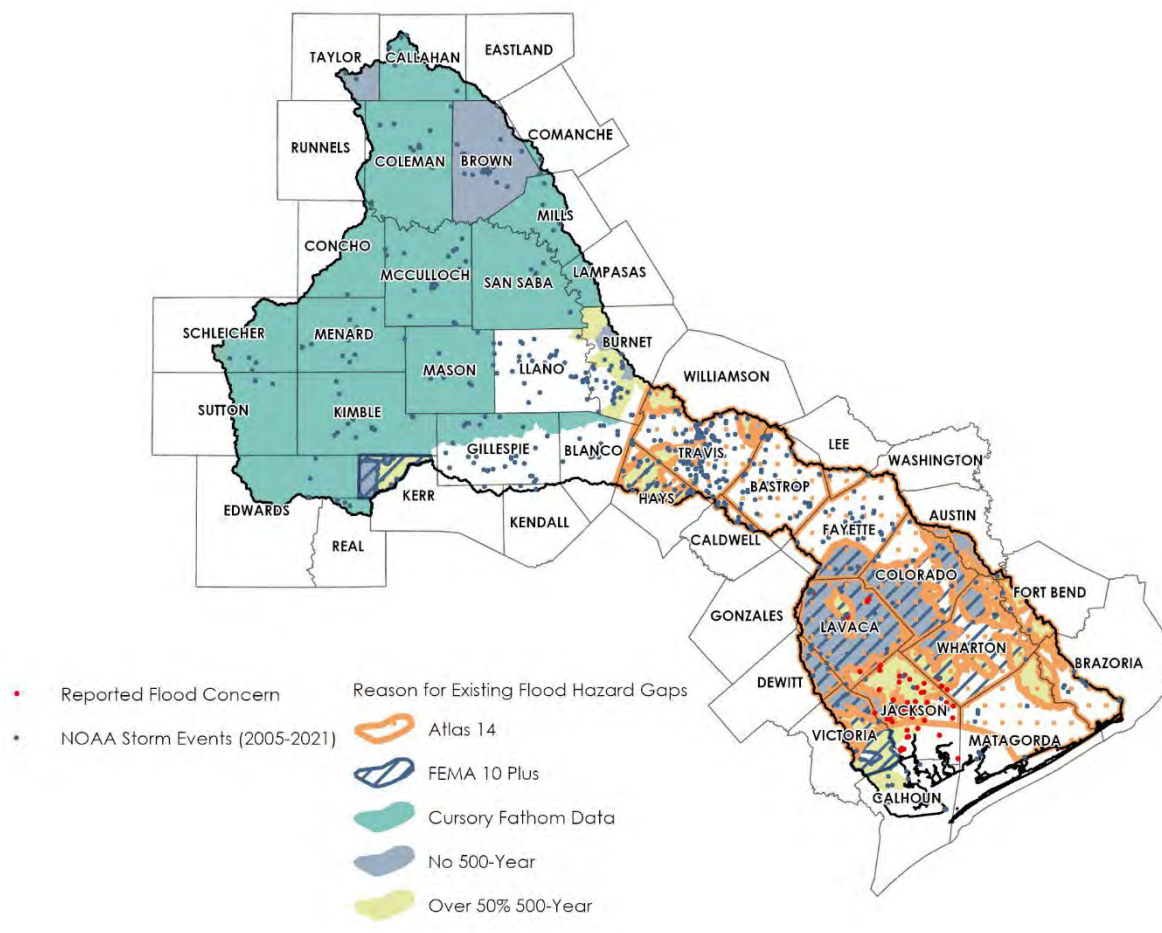 TAYLOR
CALLAHAN
EASTLAND
RUNNELS
COLEMAN
BROWN
COMANCHE
MILLS
CONCHO
MCCULLOCH
SAN SABA
LAMPASAS
SCHLEICHER
MENARD
BURNET
MASON
LLANO
WILLIAMSON
SUTTON
KIMBLE
GILLESPIE
BLANCO
TRAVIS
LEE
WASHINGTON
BASTROP
EDWARDS
KERR
KENDALL
HAYS
REAL
CALDWELL
FAYETTE
AUSTIN
COLORADO
FORT BEND
GONZALES
LAVACA
WHARTON
BRAZORIA
DEWITT
JACKSON
VICTORIA
MATAGORDA
CALHOUN
Reported Flood Concern
NOAA Storm Events (2005-2021)
Reason for Existing Flood Hazard Gaps
Atlas 14
FEMA 10 Plus
Cursory Fathom Data
No 500-Year
Over 50% 500-Year